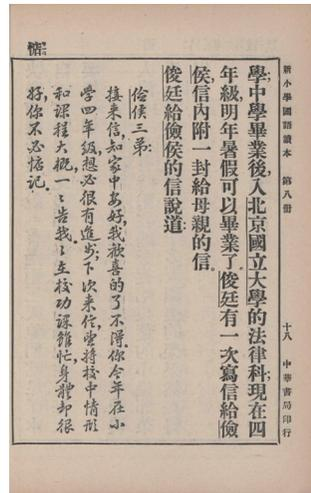 新小學國語讀本 第八冊 十八 中華書局印行
學;中學畢業後,入北京國立大學的法律科;現在四
年級,明年暑假可以畢業了俊廷有一次寫信給儉
侯,信內附一封給母親的信。
俊廷給儉侯的信說道:
儉侯三弟:
接來信,知家中安好,我歡喜的了不得。你今年在小
學四年級,想必很有進步;下次來信,望將校中情形
和課程大概,一一告我。我在校功課雖忙,身體却很
好,你不必惦記。
惦